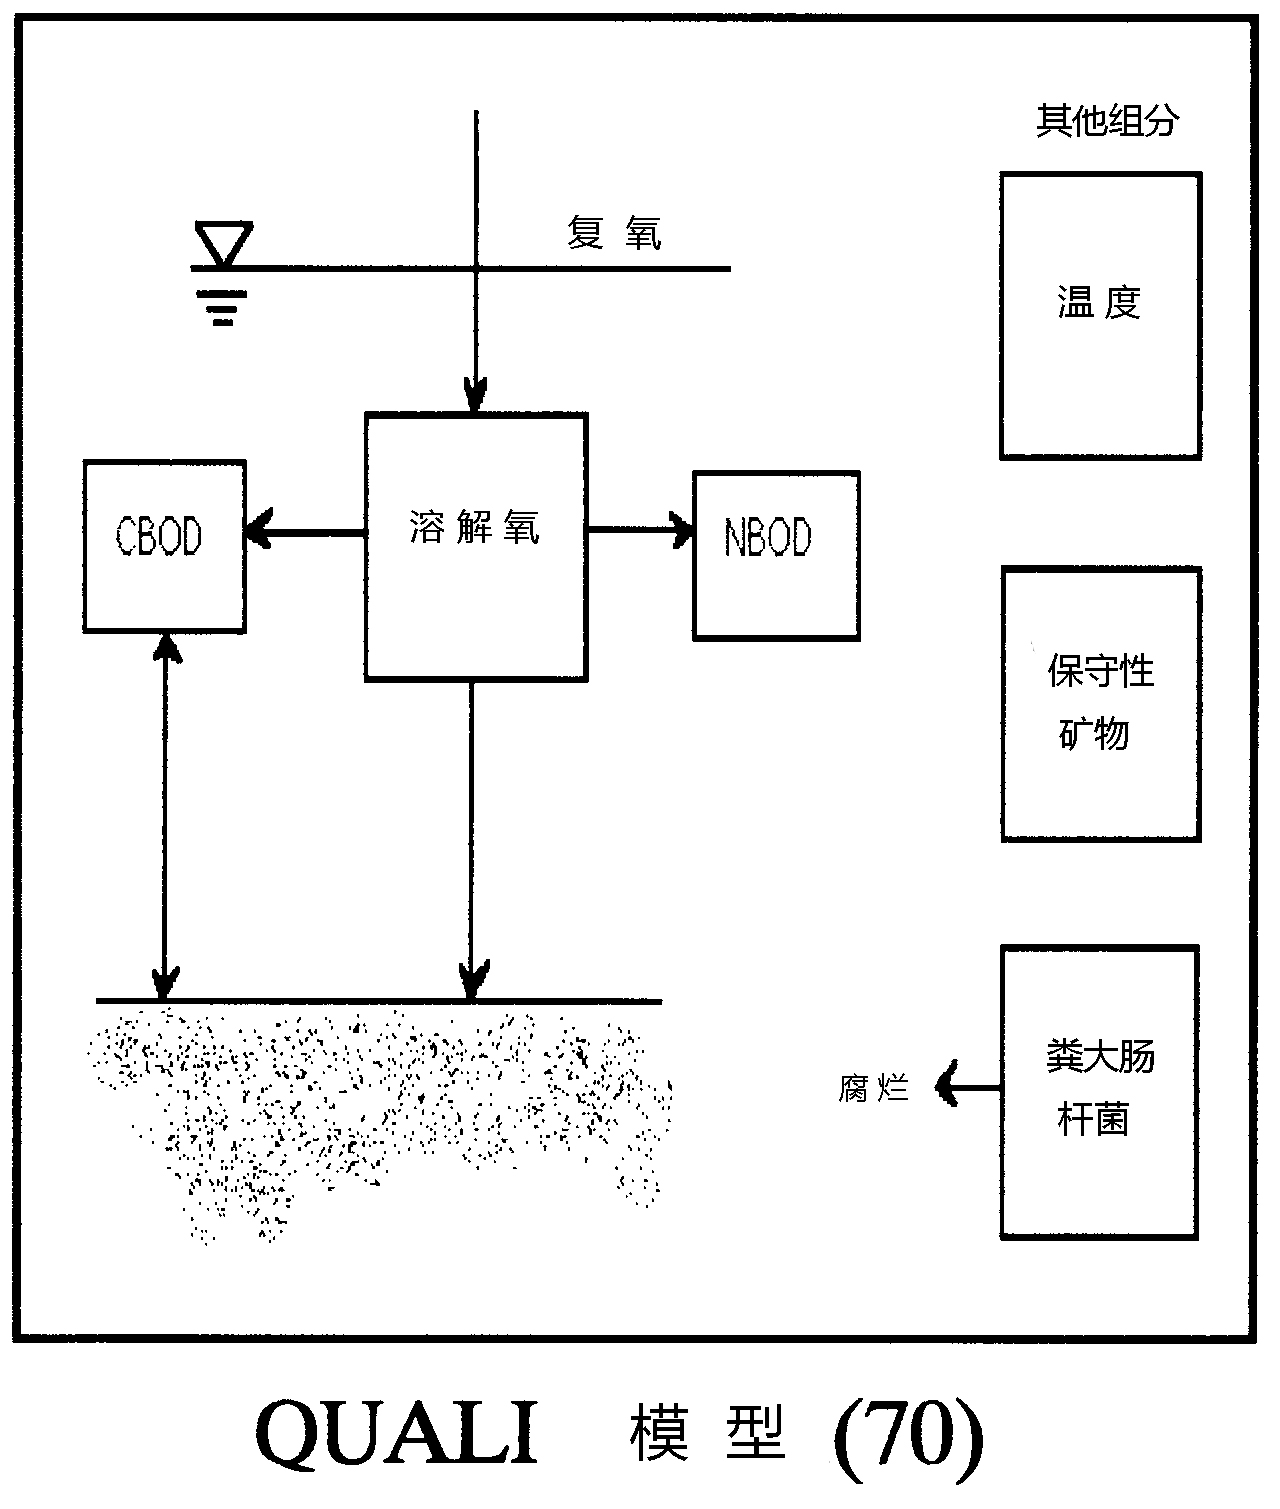 其他组分
复氧
温度
CBOD
溶解氧
NBOD
保守性
矿物
粪大肠
杆菌
腐烂
QUALI 模型 (70)